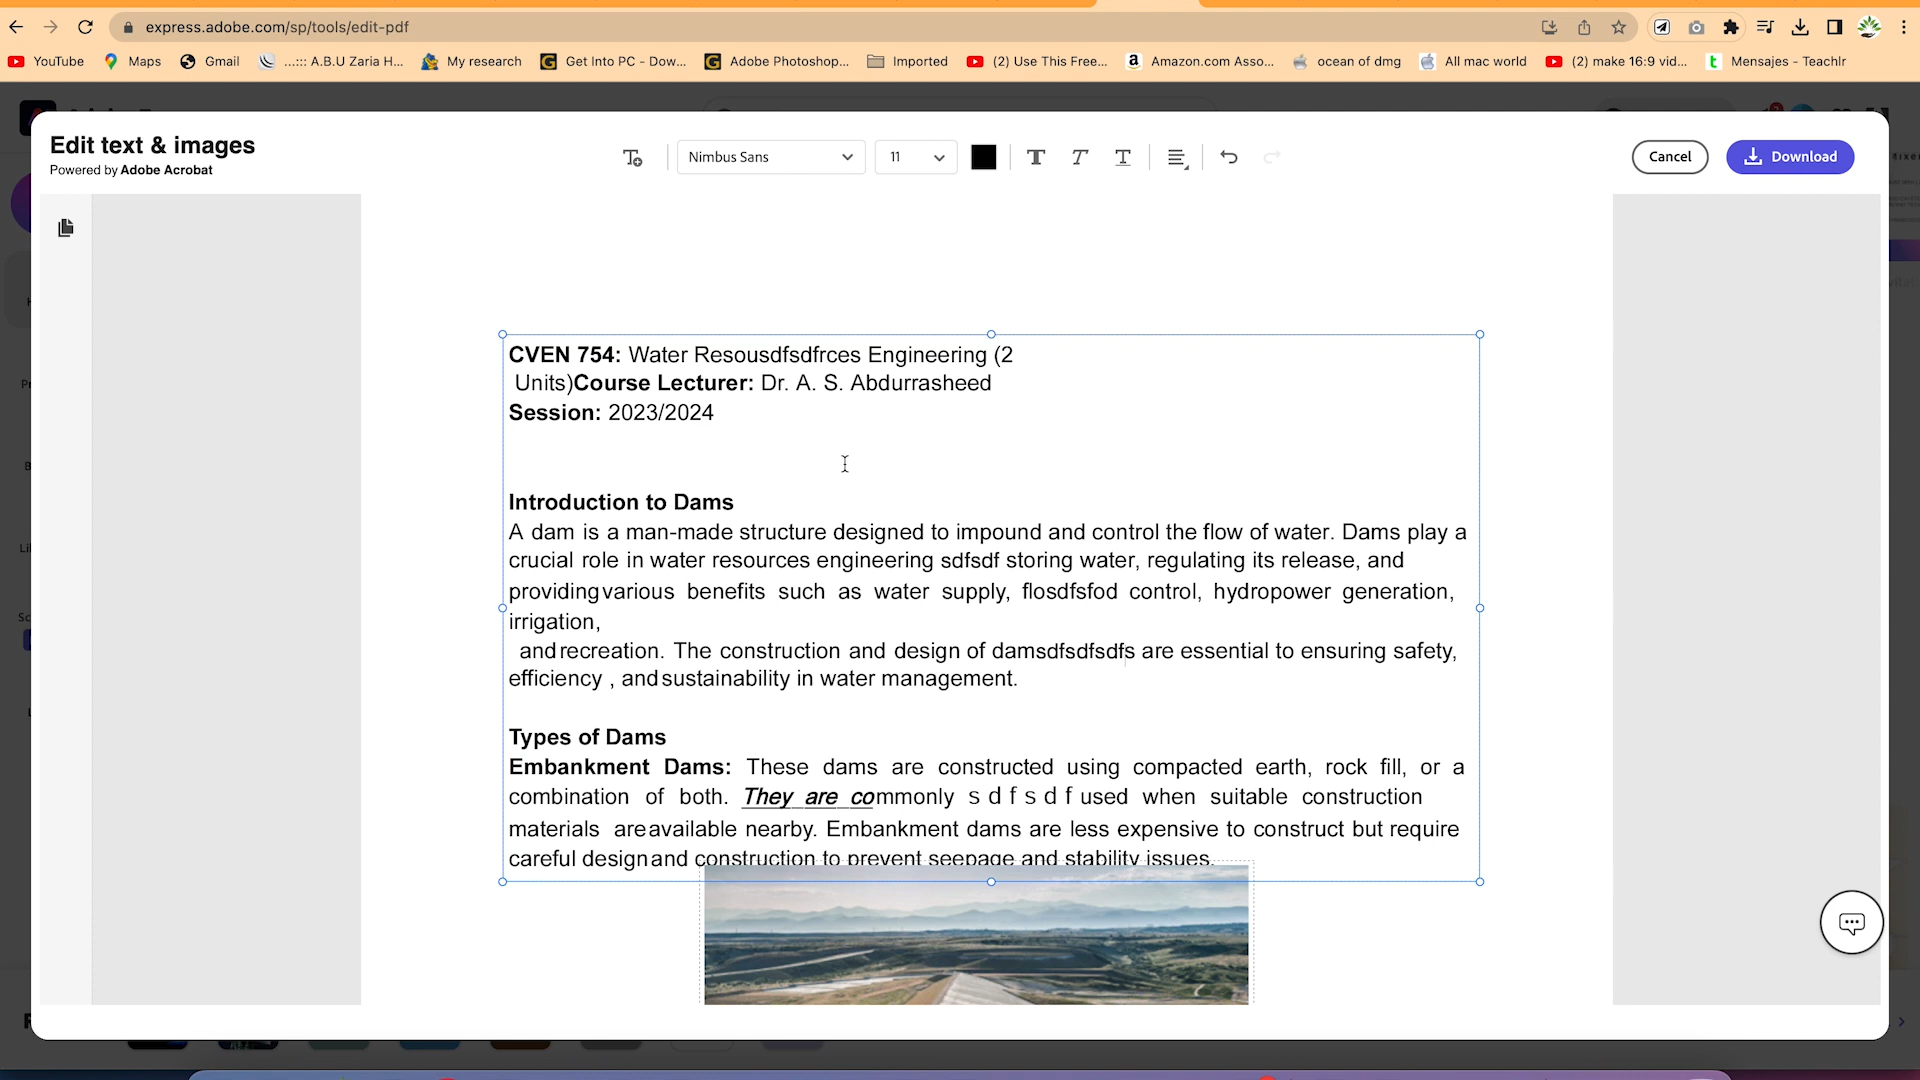 express.adobe.com/sp/tools/edit-pdf
YouTube Maps Gmail ...::: A.B.U Zaria H... My research Get Into PC - Dow... Adobe Photoshop... Imported (2) Use This Free... Amazon.com Asso... ocean of dmg All mac world (2) make 16:9 vid... Mensajes - Teachlr
Edit text & images
Powered by Adobe Acrobat
Nimbus Sans 11
Cancel Download
CVEN 754: Water Resousdfsdfrces Engineering (2
Units)Course Lecturer: Dr. A. S. Abdurrasheed
Session: 2023/2024
Introduction to Dams
A dam is a man-made structure designed to impound and control the flow of water. Dams play a
crucial role in water resources engineering sdfsdf storing water, regulating its release, and
providing various benefits such as water supply, flosdfsfod control, hydropower generation,
irrigation,
and recreation. The construction and design of damsdfsdfsdfs are essential to ensuring safety,
efficiency , and sustainability in water management.
Types of Dams
Embankment Dams: These dams are constructed using compacted earth, rock fill, or a
combination of both. They are commonly s d f s d f used when suitable construction
materials are available nearby. Embankment dams are less expensive to construct but require
careful design and construction to prevent seepage and stability issues.